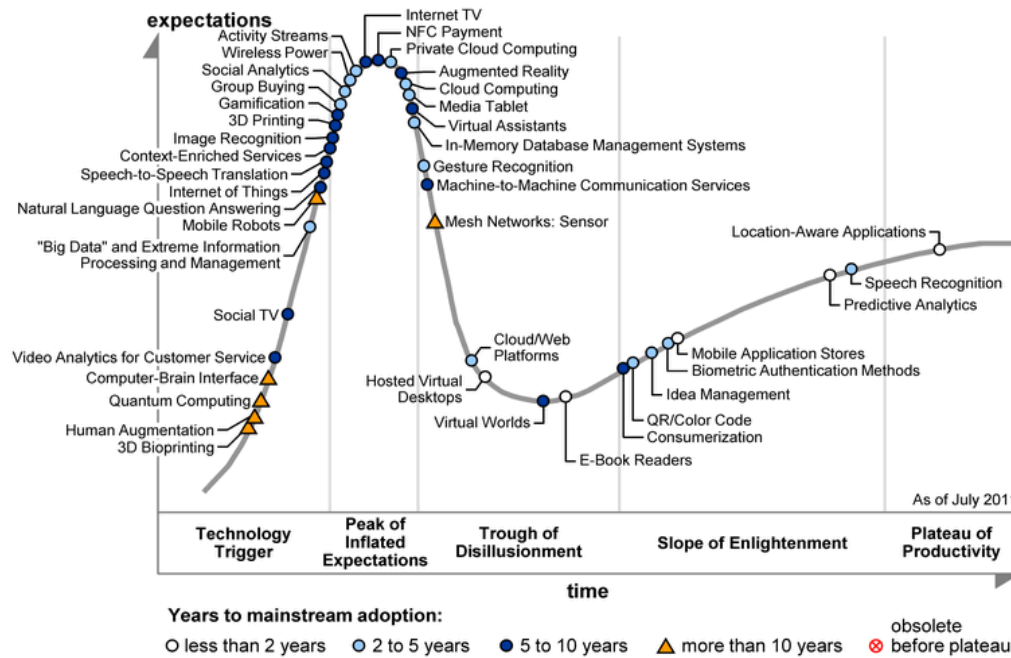 expectations
Internet TV
NFC Payment
Activity Streams
Private Cloud Computing
Wireless Power
Augmented Reality
Social Analytics
Cloud Computing
Group Buying
Media Tablet
Gamification
Virtual Assistants
3D Printing
In-Memory Database Management Systems
Image Recognition
Context-Enriched Services
Gesture Recognition
Speech-to-Speech Translation
Machine-to-Machine Communication Services
Internet of Things
Natural Language Question Answering
Mesh Networks: Sensor
Mobile Robots
"Big Data" and Extreme Information
Processing and Management
Location-Aware Applications
Speech Recognition
Predictive Analytics
Social TV
Cloud/Web
Platforms
Video Analytics for Customer Service
Mobile Application Stores
Computer-Brain Interface
Hosted Virtual
Desktops
Biometric Authentication Methods
Quantum Computing
Idea Management
Virtual Worlds
QR/Color Code
Human Augmentation
Consumerization
3D Bioprinting
E-Book Readers
As of July 201
Technology
Trigger
Peak of
Inflated
Expectations
Trough of
Disillusionment
Slope of Enlightenment
Plateau of
Productivity
time
Years to mainstream adoption:
less than 2 years
2 to 5 years
5 to 10 years
more than 10 years
obsolete
before plateau